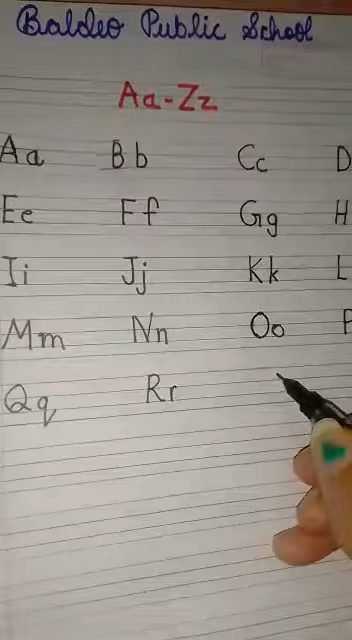 Baldeo Public School
Aa-Zz
Aa Bb Cc D
Ee Ff Gg H
Ii Jj Kk L
Mm Nn Oo P
Qq Rr